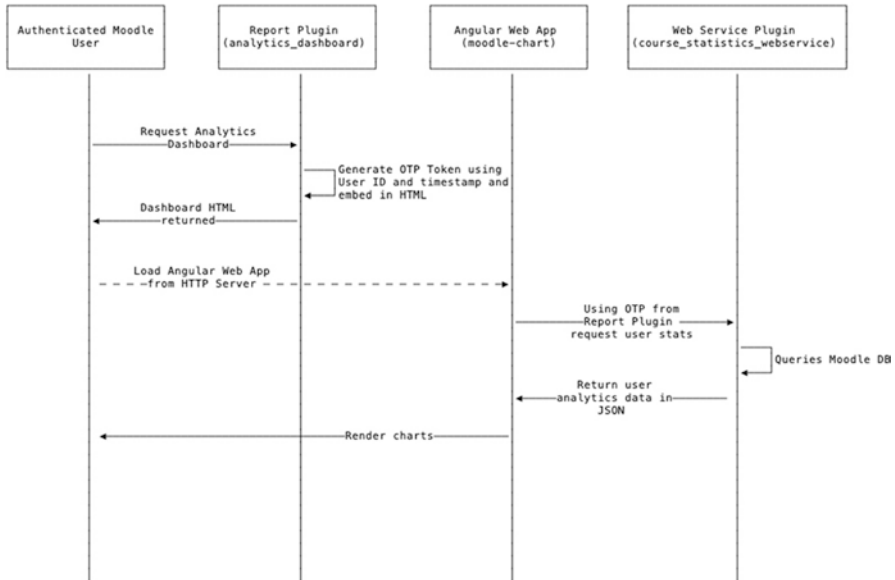 Authenticated Moodle
User
Report Plugin
(analytics_dashboard)
Angular Web App
(moodle-chart)
Web Service Plugin
(course_statistics_webservice)
Request Analytics
Dashboard
Generate OTP Token using
User ID and timestamp and
embed in HTML
Dashboard HTML
returned
Load Angular Web App
from HTTP Server
Using OTP from
Report Plugin
request user stats
Queries Moodle DB
Return user
analytics data in
JSON
Render charts